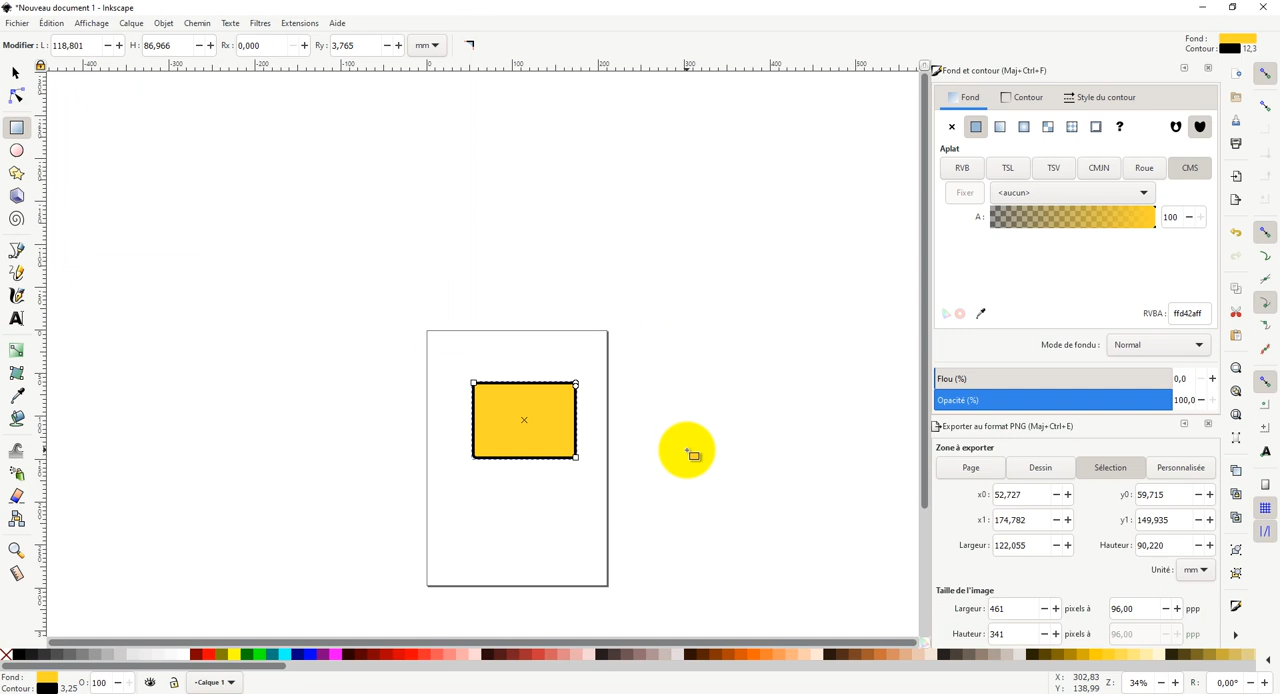 *Nouveau document 1 - Inkscape
Fichier Édition Affichage Calque Objet Chemin Texte Filtres Extensions Aide
Modifier : L : 118,801 H : 86,966 Rx : 0,000 Ry : 3,765 mm
Fond :
Contour : 12,3
-400 -300 -200 -100 0 100 200 300 400 500
Fond et contour (Maj+Ctrl+F)
Fond Contour Style du contour
?
Aplat
RVB TSL TSV CMJN Roue CMS
Fixer <aucun>
A : 100
RVBA : ffd42aff
Mode de fondu : Normal
Flou (%) 0,0
Opacité (%) 100,0
Exporter au format PNG (Maj+Ctrl+E)
Zone à exporter
Page Dessin Sélection Personnalisée
x0 : 52,727 y0 : 59,715
x1 : 174,782 y1 : 149,935
Largeur : 122,055 Hauteur : 90,220
Unité : mm
Taille de l'image
Largeur : 461 pixels à 96,00 ppp
Hauteur : 341 pixels à 96,00 ppp
Fond :
Contour : 3,25
O : 100
-Calque 1
X : 302,83
Y : 138,99
Z : 34%
R : 0,00°